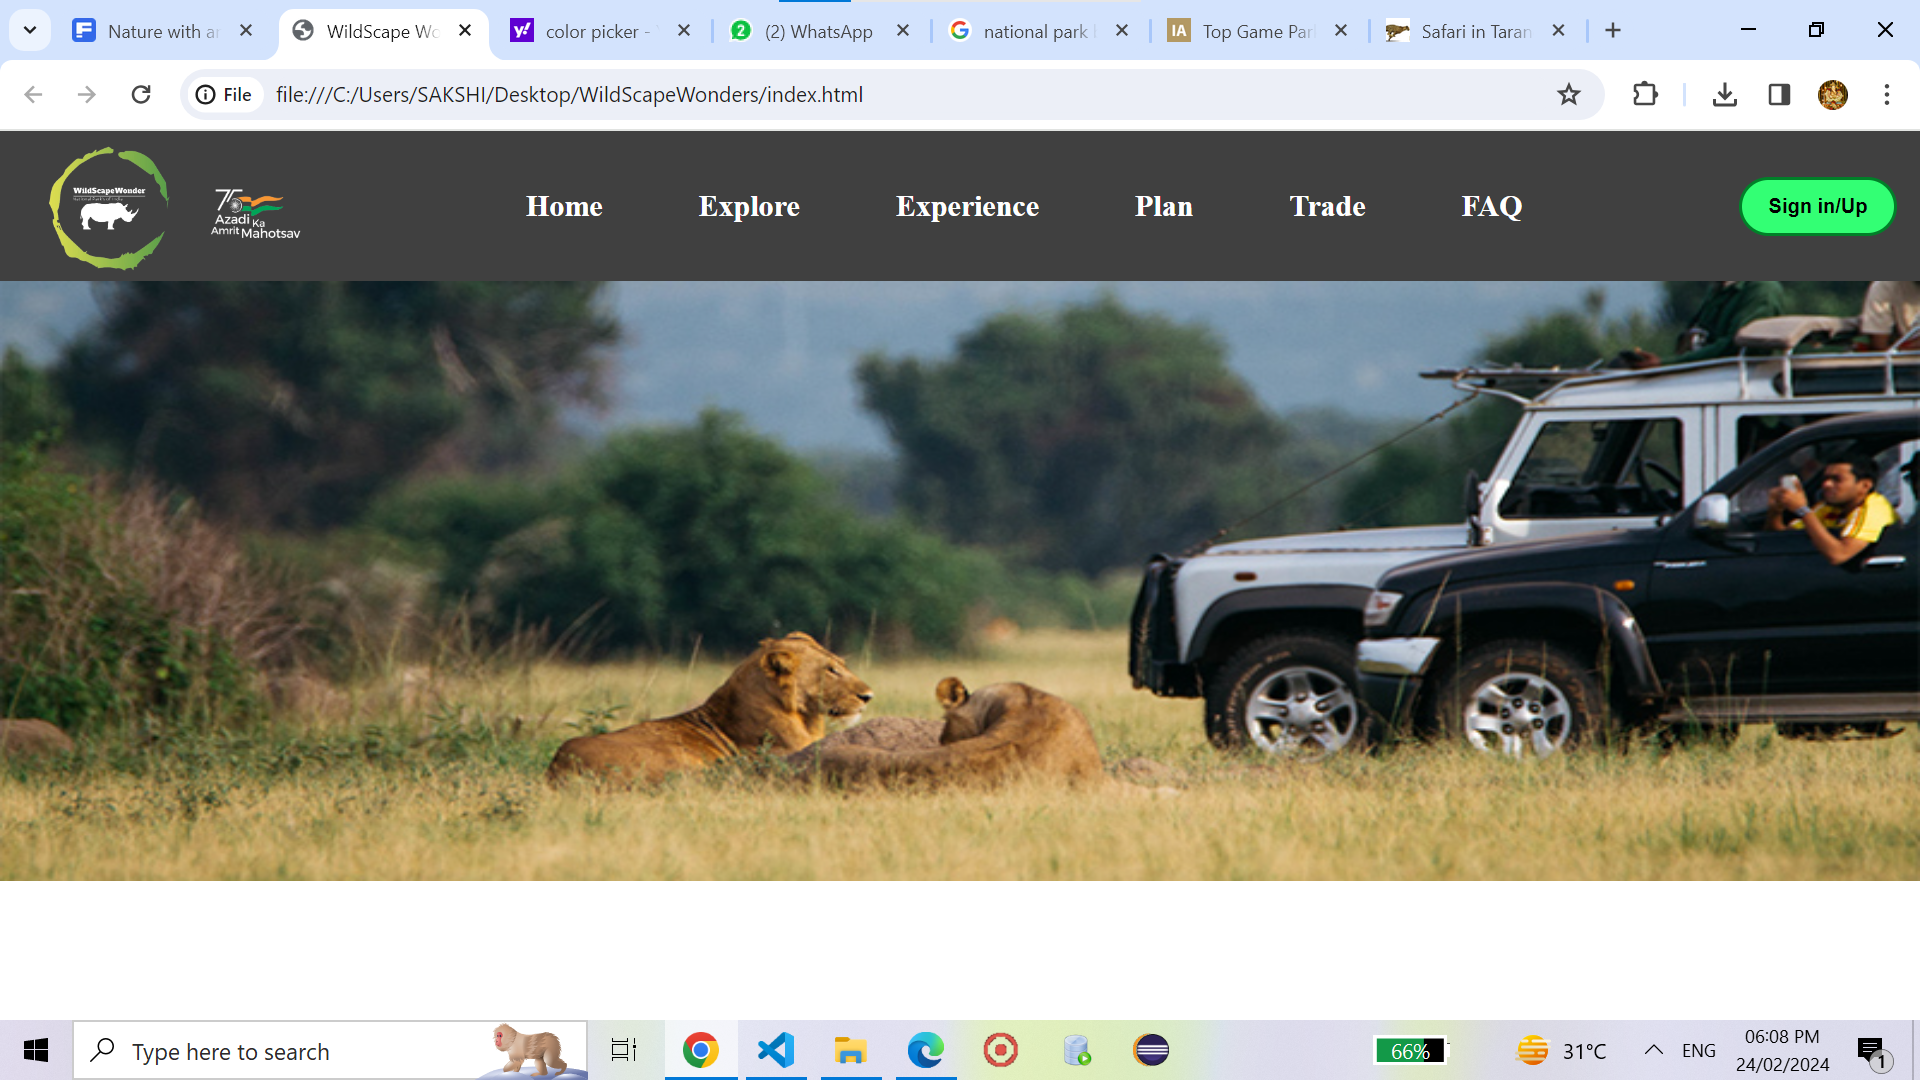 Nature with a
WildScape Wo
color picker -
(2) WhatsApp
national park
Top Game Par
Safari in Taran
File
file:///C:/Users/SAKSHI/Desktop/WildScapeWonders/index.html
WildScapeWonder
75
Azadi Ka
Amrit Mahotsav
Home
Explore
Experience
Plan
Trade
FAQ
Sign in/Up
Type here to search
66%
31°C
ENG
06:08 PM
24/02/2024
1